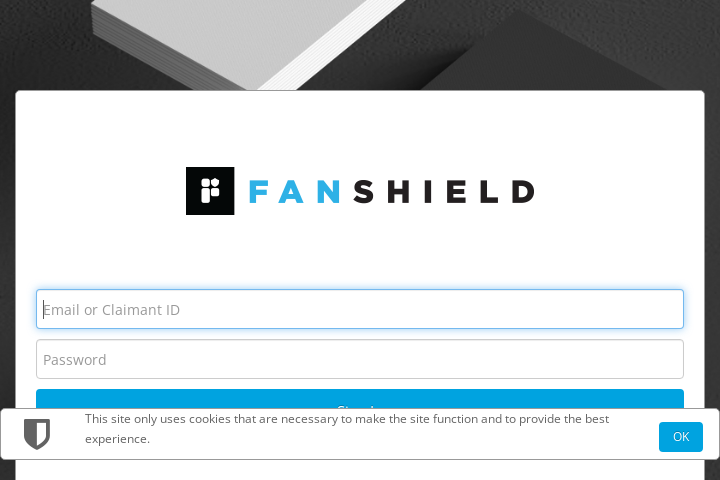 FANSHIELD
Email or Claimant ID
Password
This site only uses cookies that are necessary to make the site function and to provide the best
experience.
OK